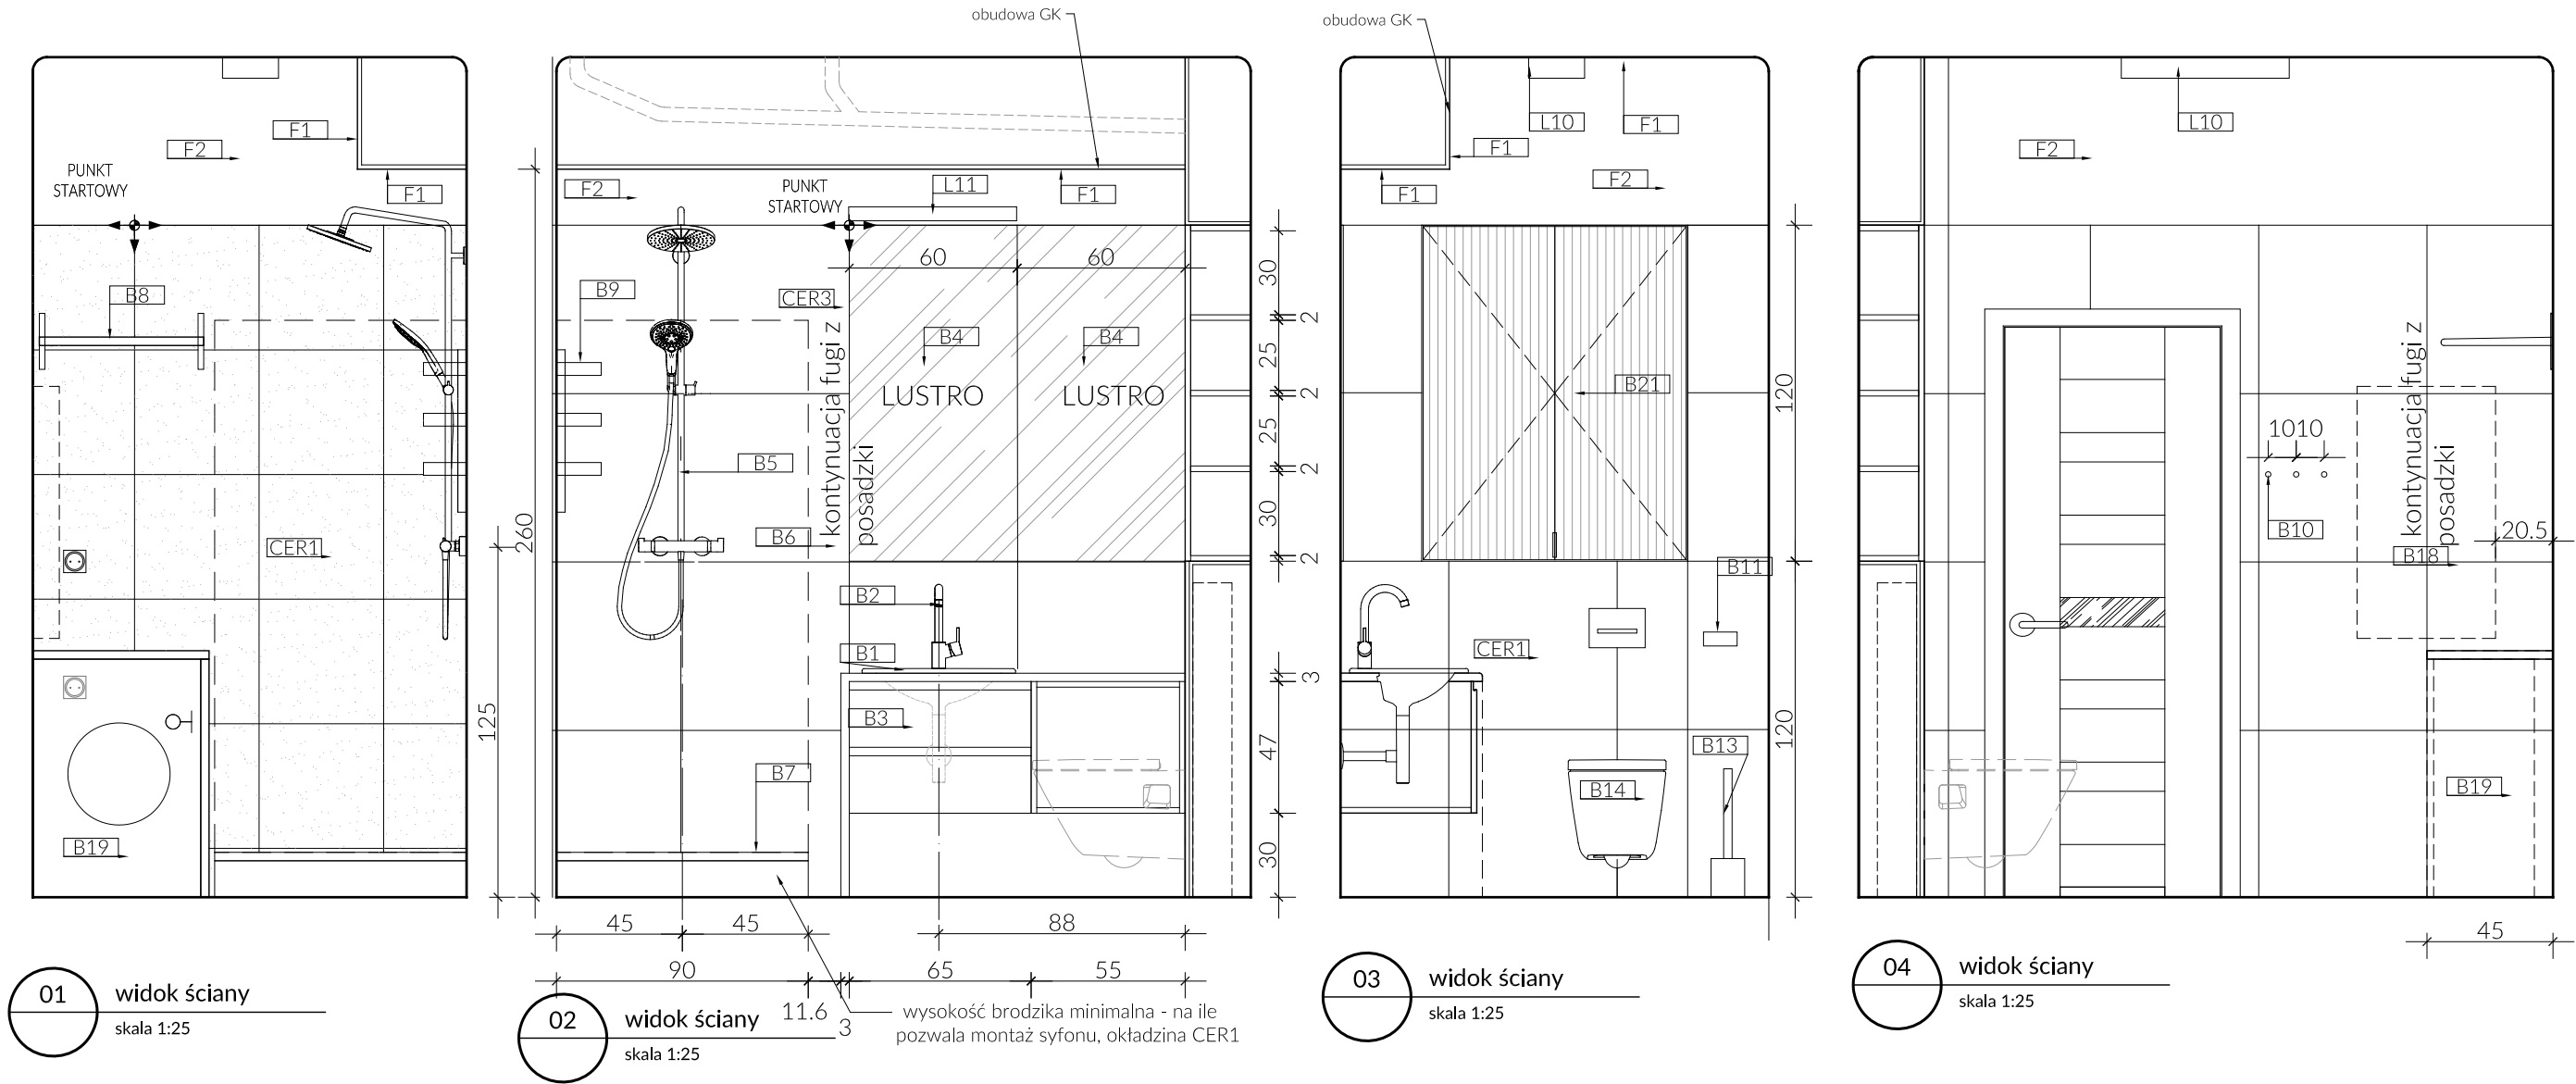 obudowa GK
F2
F1
PUNKT
STARTOWY
F1
B8
CER1
B19
125
260
01
widok ściany
skala 1:25
F2
PUNKT
STARTOWY
L11
F1
B9
CER3
60
60
B4
B4
LUSTRO
LUSTRO
kontynuacja fugi z
posadzki
B5
B6
B2
B1
B3
B7
30
2
25
2
25
2
30
2
3
47
30
45
45
88
90
65
55
11.6
3
wysokość brodzika minimalna - na ile
pozwala montaż syfonu, okładzina CER1
02
widok ściany
skala 1:25
obudowa GK
L10
F1
F1
F2
F1
B21
B11
CER1
B13
B14
120
120
03
widok ściany
skala 1:25
L10
F2
kontynuacja fugi z
posadzki
1010
B10
20.5
B18
B19
45
04
widok ściany
skala 1:25